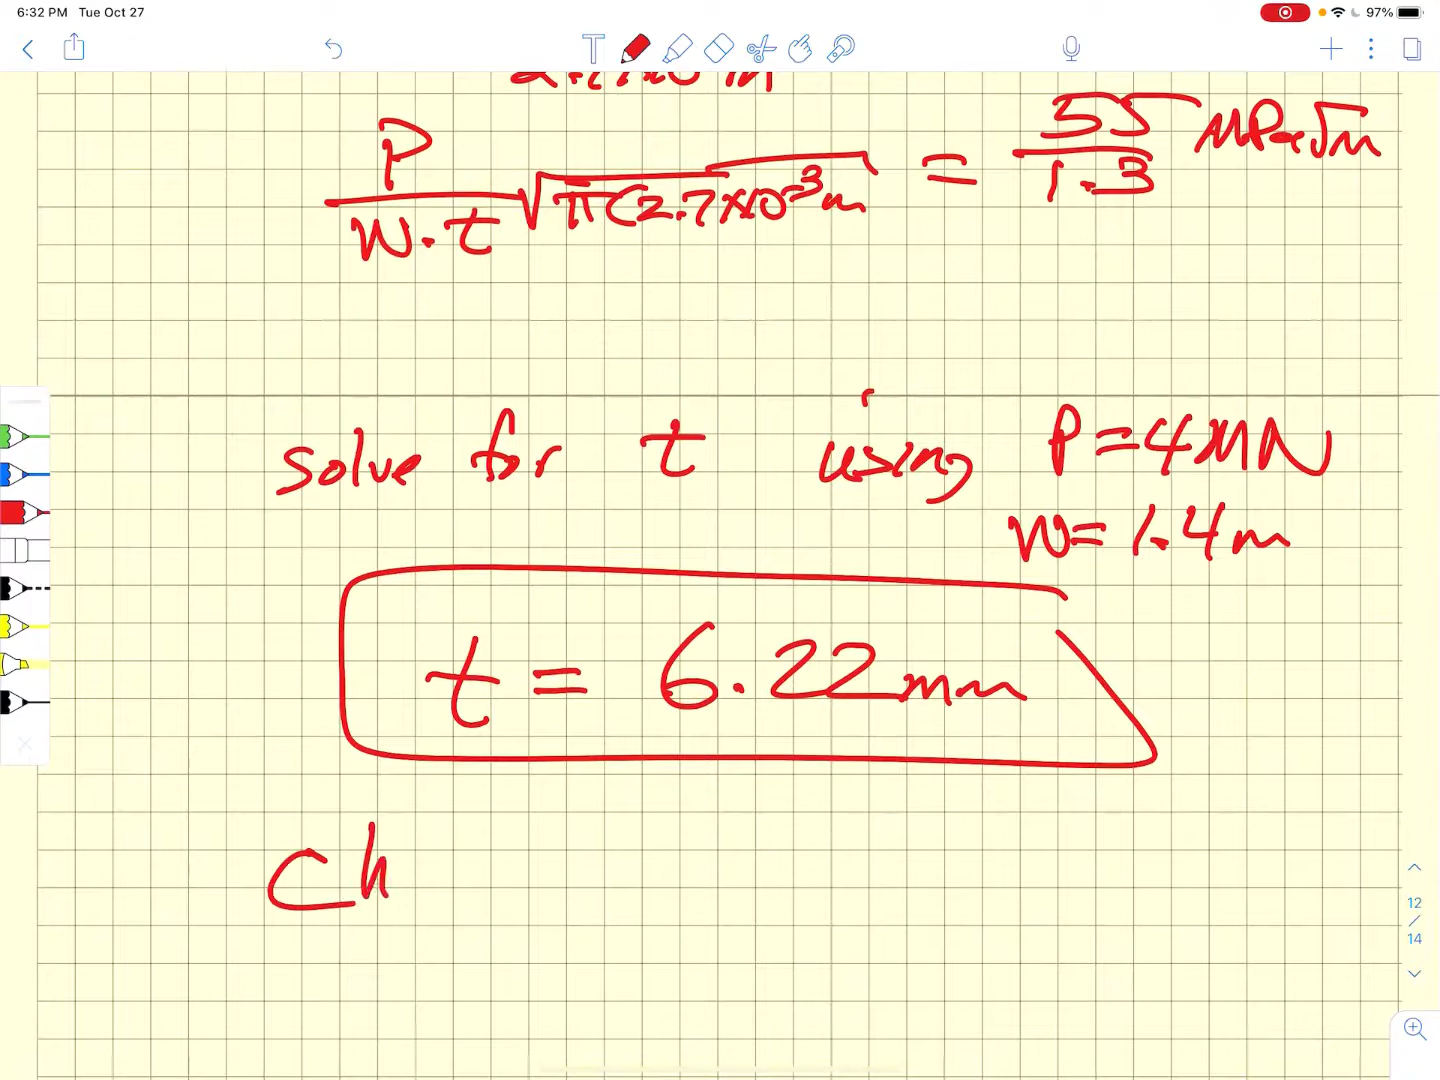 6:32 PM Tue Oct 27
97%
P
W·t √π(2.7×10⁻³m = 55
1.3 MPa√m
solve for t using P=4MN
W=1.4m
t = 6.22mm
Ch
12
/
14